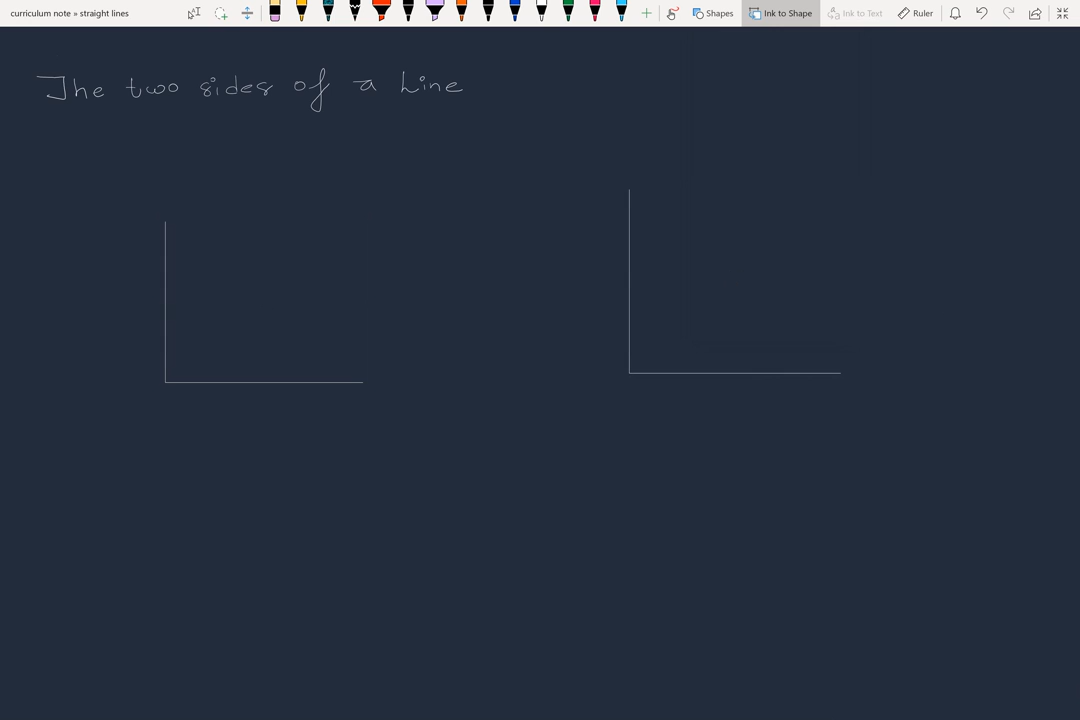 curriculum note » straight lines
Shapes
Ink to Shape
Ink to Text
Ruler
The two sides of a Line